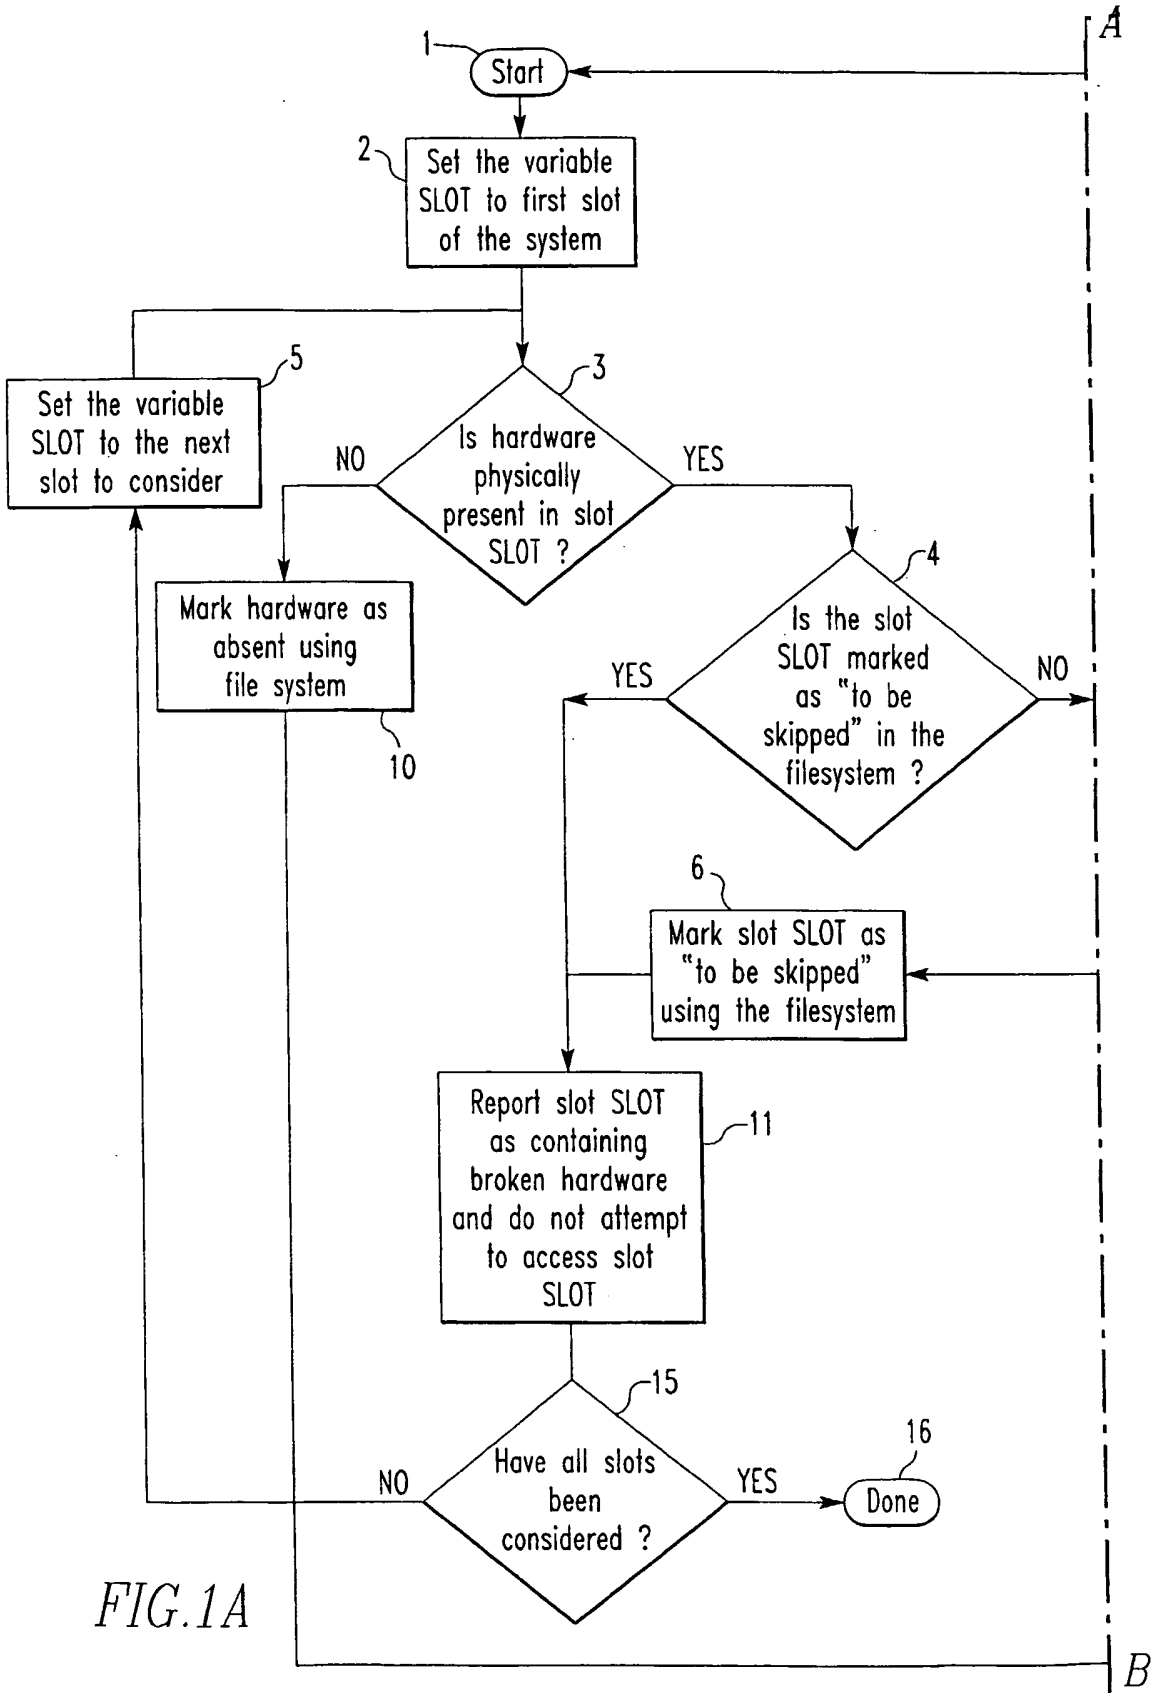 A
1
Start
2
Set the variable
SLOT to first slot
of the system
5
Set the variable
SLOT to the next
slot to consider
3
Is hardware
physically
present in slot
SLOT ?
NO
YES
4
Is the slot
SLOT marked
as "to be
skipped" in the
filesystem ?
YES
NO
Mark hardware as
absent using
file system
10
6
Mark slot SLOT as
"to be skipped"
using the filesystem
Report slot SLOT
as containing
broken hardware
and do not attempt
to access slot
SLOT
11
15
Have all slots
been
considered ?
NO
YES
16
Done
FIG.1A
B